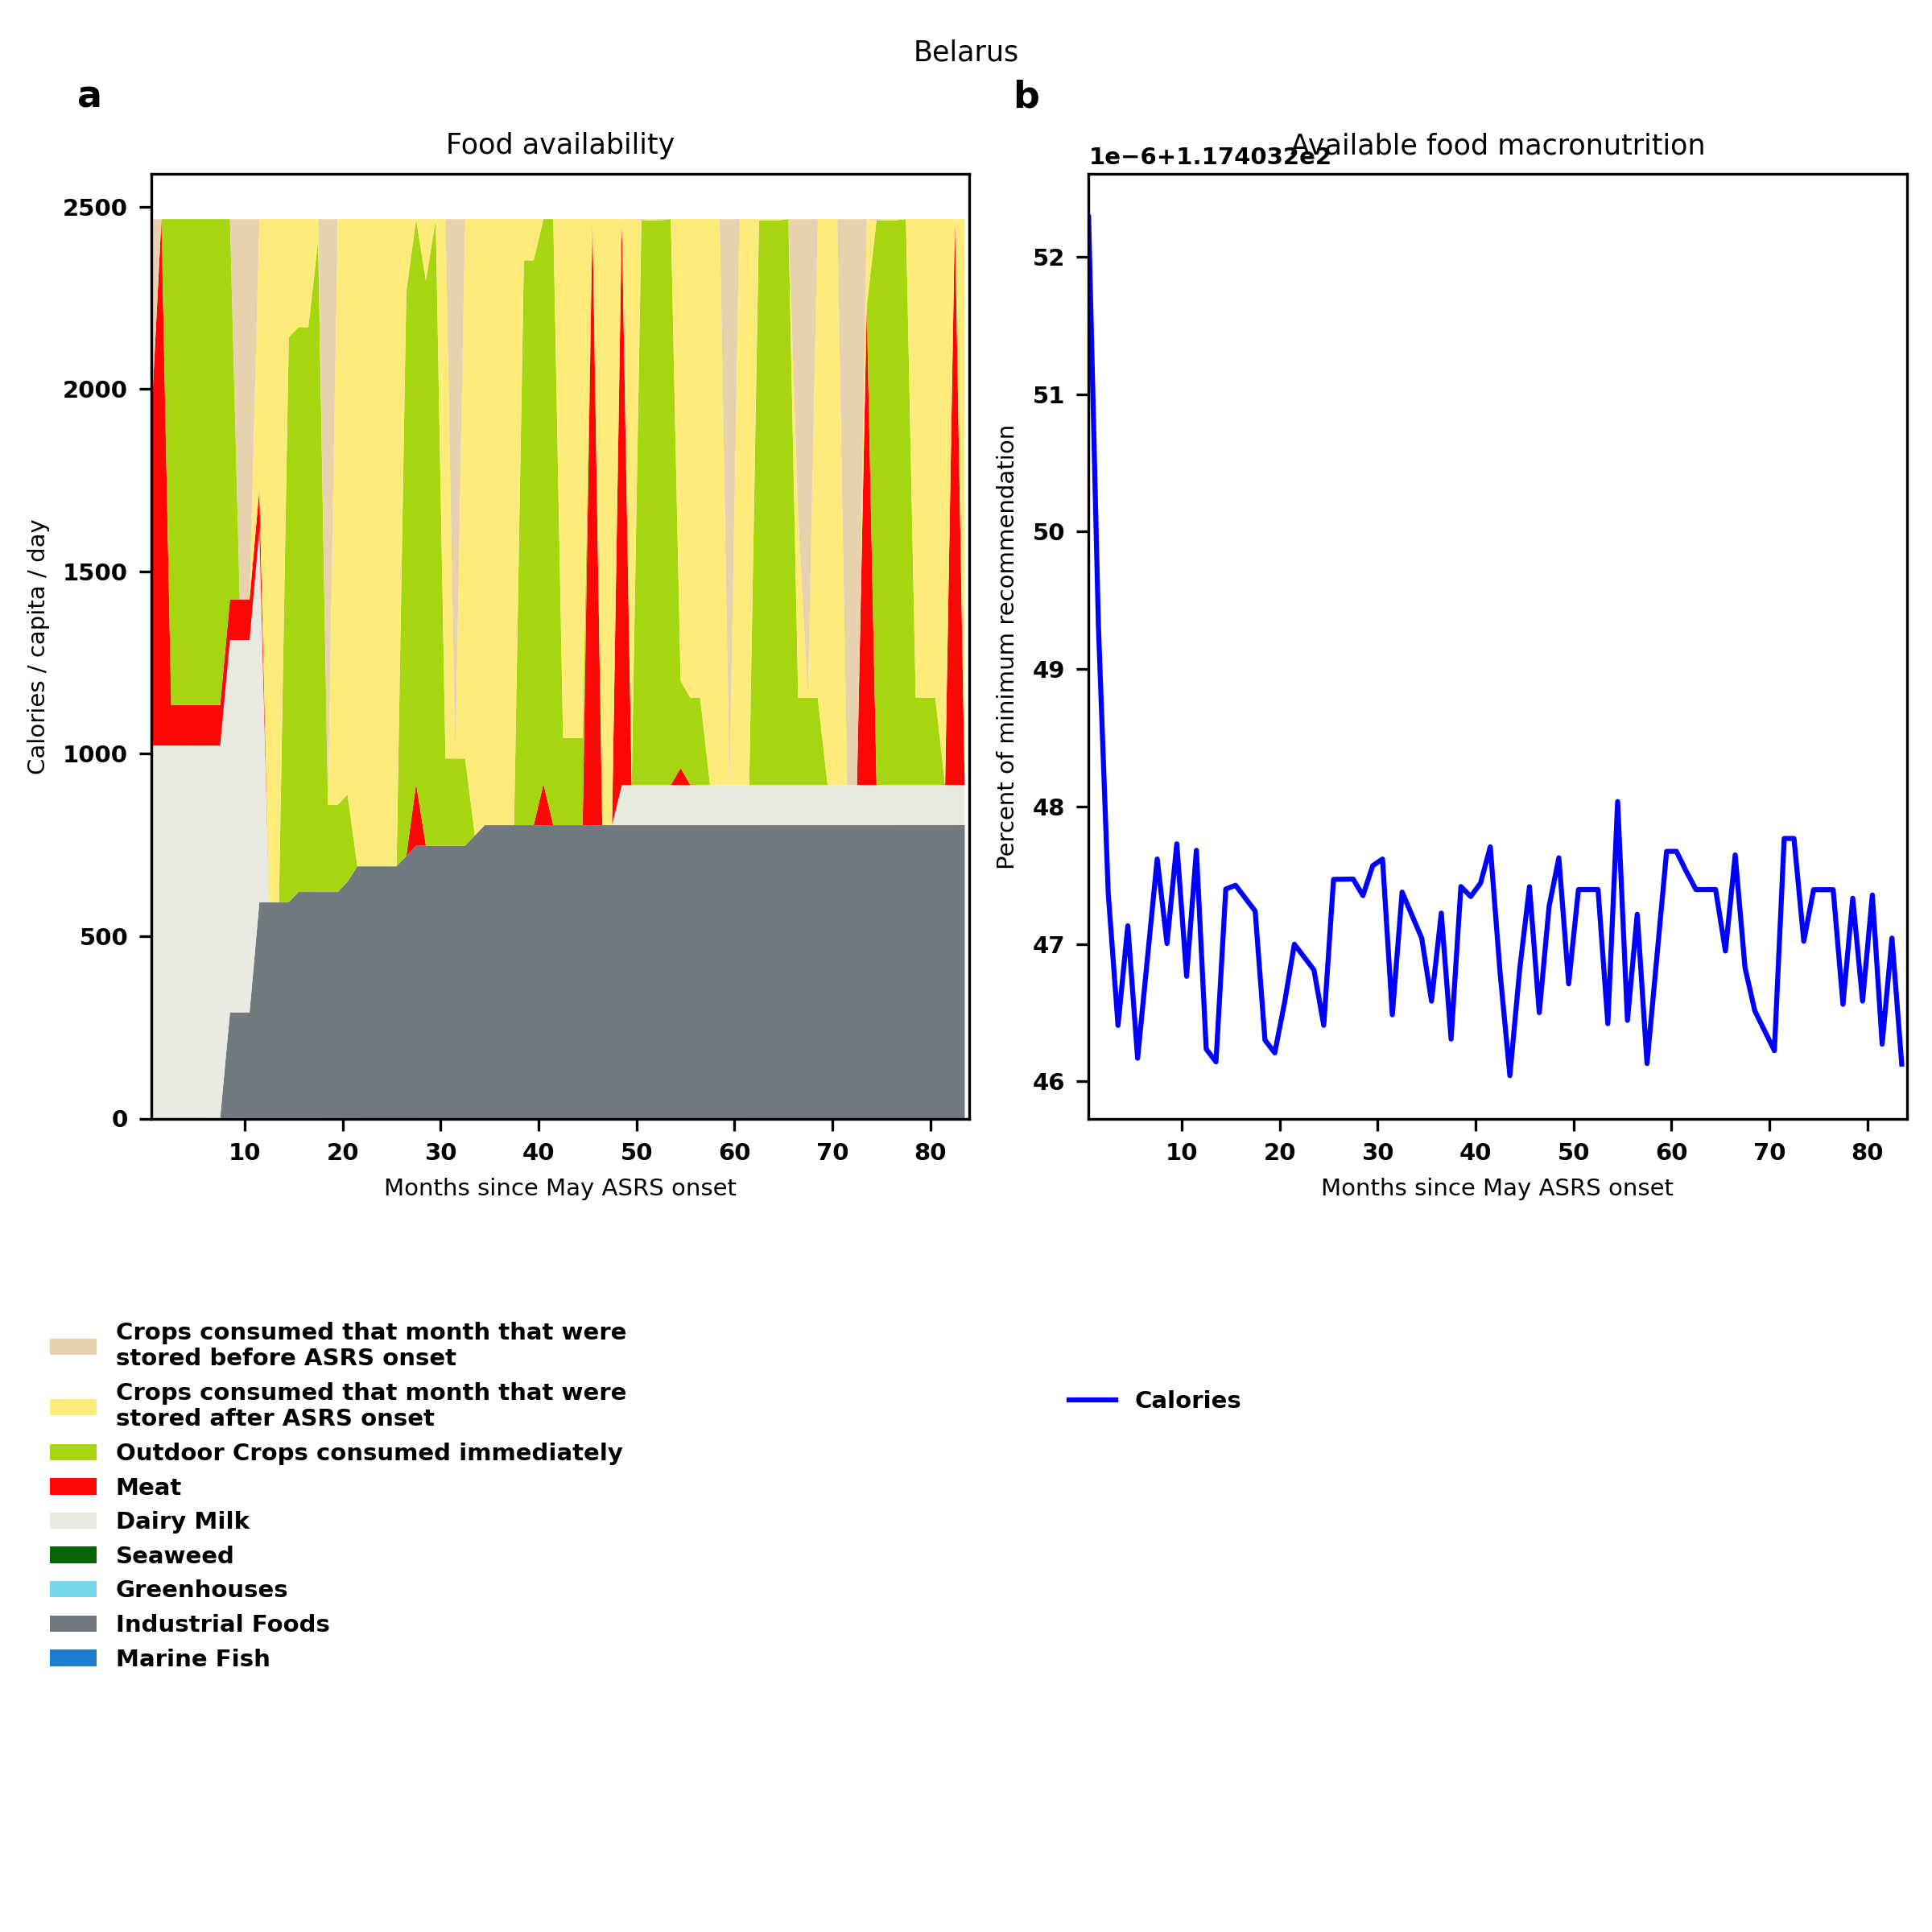 Belarus
a
Food availability
Calories / capita / day
2500
2000
1500
1000
500
0
10 20 30 40 50 60 70 80
Months since May ASRS onset
b
Available food macronutrition
1e−6+1.174032e2
Percent of minimum recommendation
52
51
50
49
48
47
46
10 20 30 40 50 60 70 80
Months since May ASRS onset
Crops consumed that month that were
stored before ASRS onset
Crops consumed that month that were
stored after ASRS onset
Outdoor Crops consumed immediately
Meat
Dairy Milk
Seaweed
Greenhouses
Industrial Foods
Marine Fish
Calories